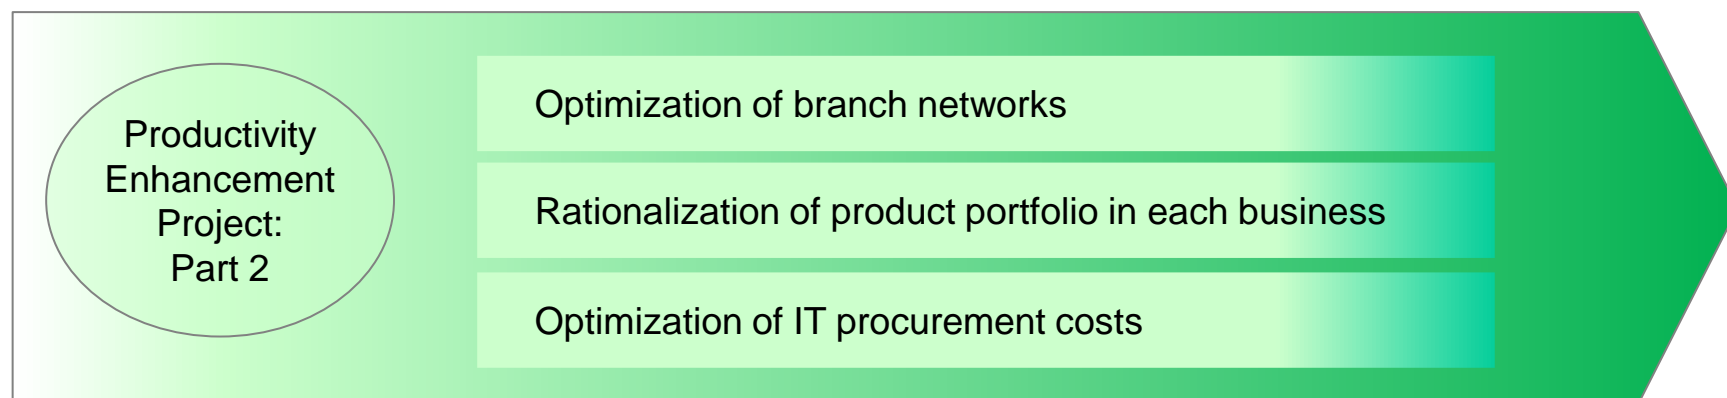 Productivity
Enhancement
Project:
Part 2
Optimization of branch networks
Rationalization of product portfolio in each business
Optimization of IT procurement costs